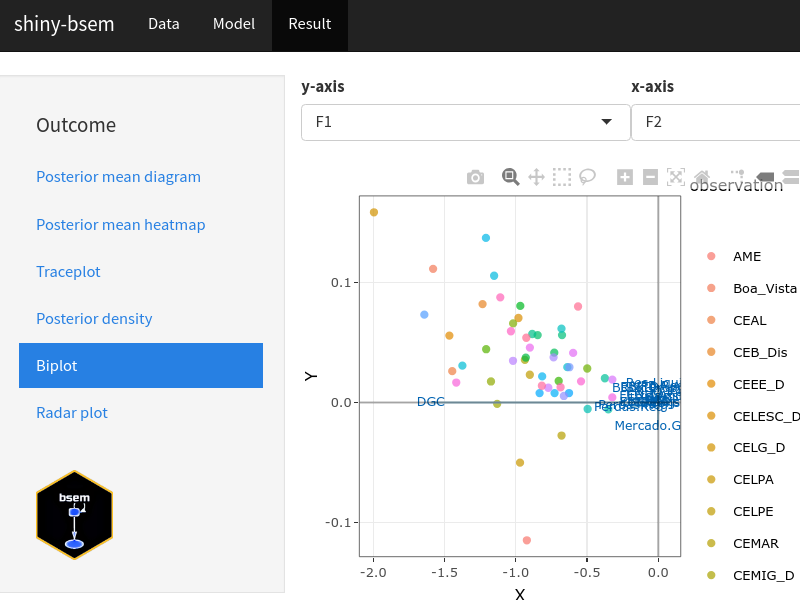 shiny-bsem Data Model Result
Outcome
Posterior mean diagram
Posterior mean heatmap
Traceplot
Posterior density
Biplot
Radar plot
bsem
y-axis x-axis
F1 F2
observation
AME
Boa_Vista
CEAL
CEB_Dis
CEEE_D
CELESC_D
CELG_D
CELPA
CELPE
CEMAR
CEMIG_D
Y
0.1
0.0
-0.1
DGC
Mercado.G
-2.0 -1.5 -1.0 -0.5 0.0
X